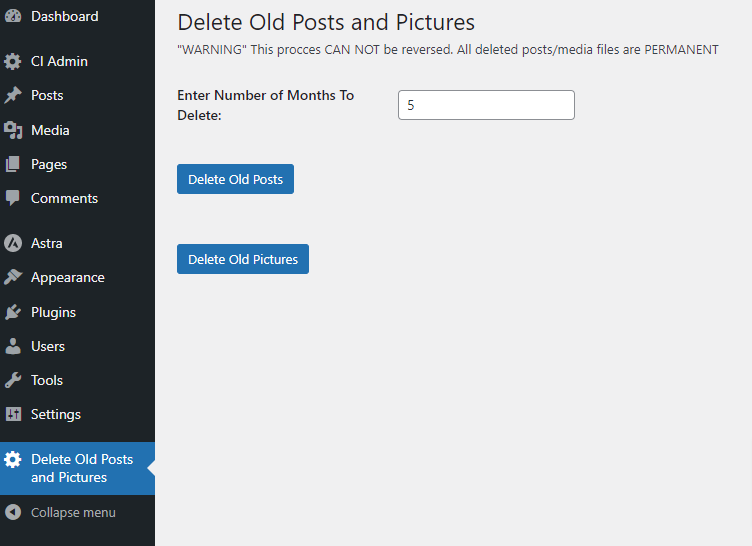 Dashboard
CI Admin
Posts
Media
Pages
Comments
Astra
Appearance
Plugins
Users
Tools
Settings
Delete Old Posts
and Pictures
Collapse menu
Delete Old Posts and Pictures
"WARNING" This procces CAN NOT be reversed. All deleted posts/media files are PERMANENT
Enter Number of Months To
Delete:
5
Delete Old Posts
Delete Old Pictures